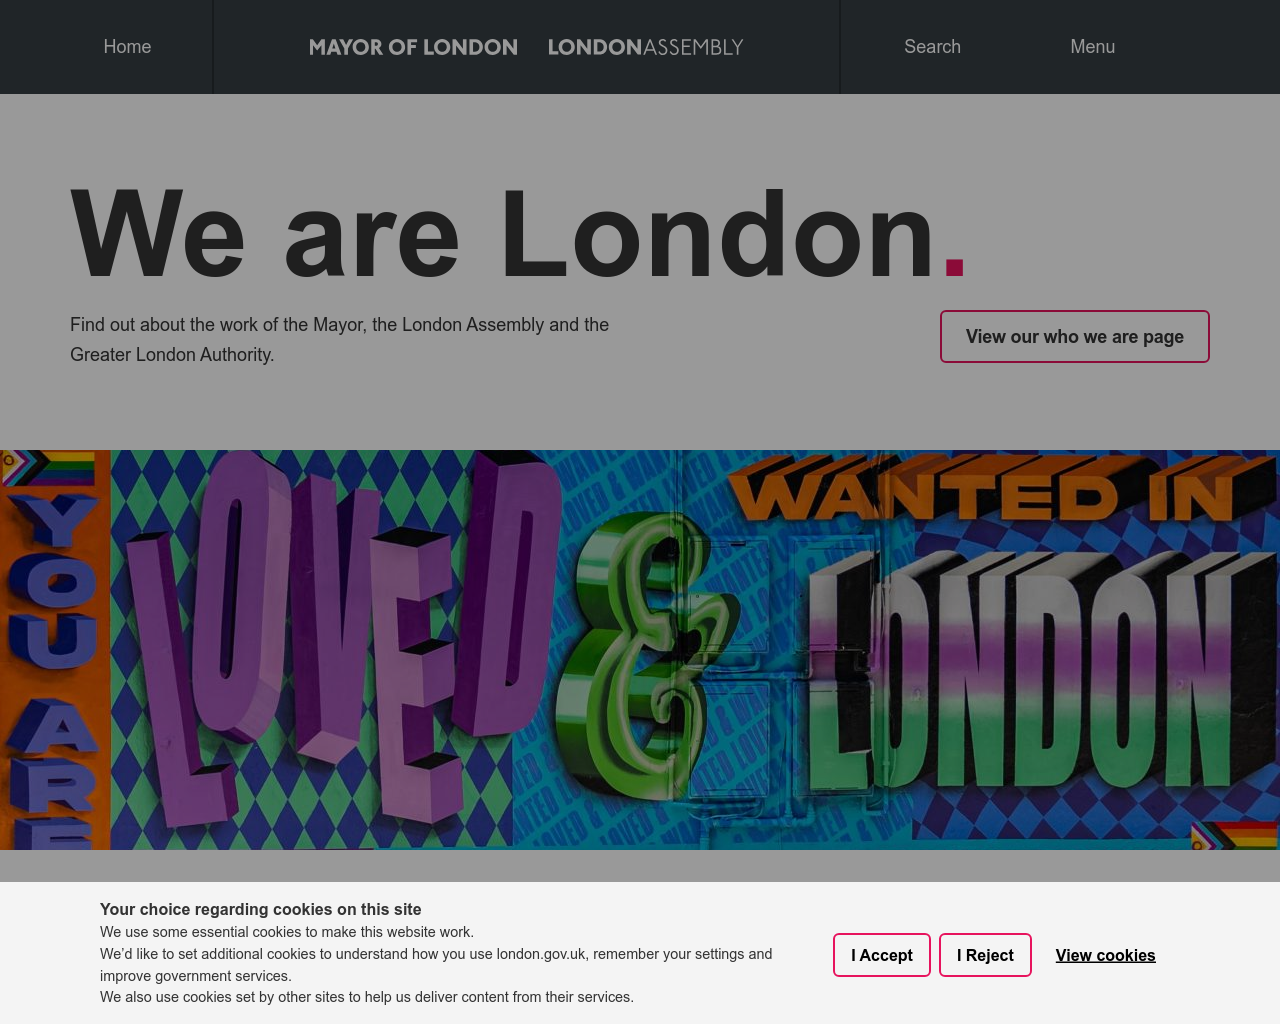 Home
MAYOR OF LONDON
LONDONASSEMBLY
Search
Menu
We are London.
Find out about the work of the Mayor, the London Assembly and the
Greater London Authority.
View our who we are page
YOU ARE
LOVED
&
WANTED IN
LONDON
Your choice regarding cookies on this site
We use some essential cookies to make this website work.
We’d like to set additional cookies to understand how you use london.gov.uk, remember your settings and
improve government services.
We also use cookies set by other sites to help us deliver content from their services.
I Accept
I Reject
View cookies